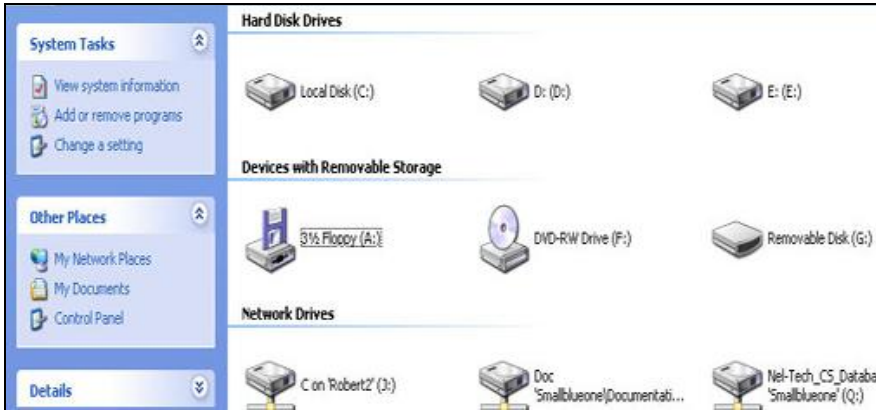 System Tasks
View system information
Add or remove programs
Change a setting
Other Places
My Network Places
My Documents
Control Panel
Details
Hard Disk Drives
Local Disk (C:)
D: (D:)
E: (E:)
Devices with Removable Storage
3½ Floppy (A:)
DVD-RW Drive (F:)
Removable Disk (G:)
Network Drives
C on 'Robert2' (J:)
Doc
'Smallblueone\Documentati...
Nel-Tech_CS_Databa
'Smallblueone' (Q:)